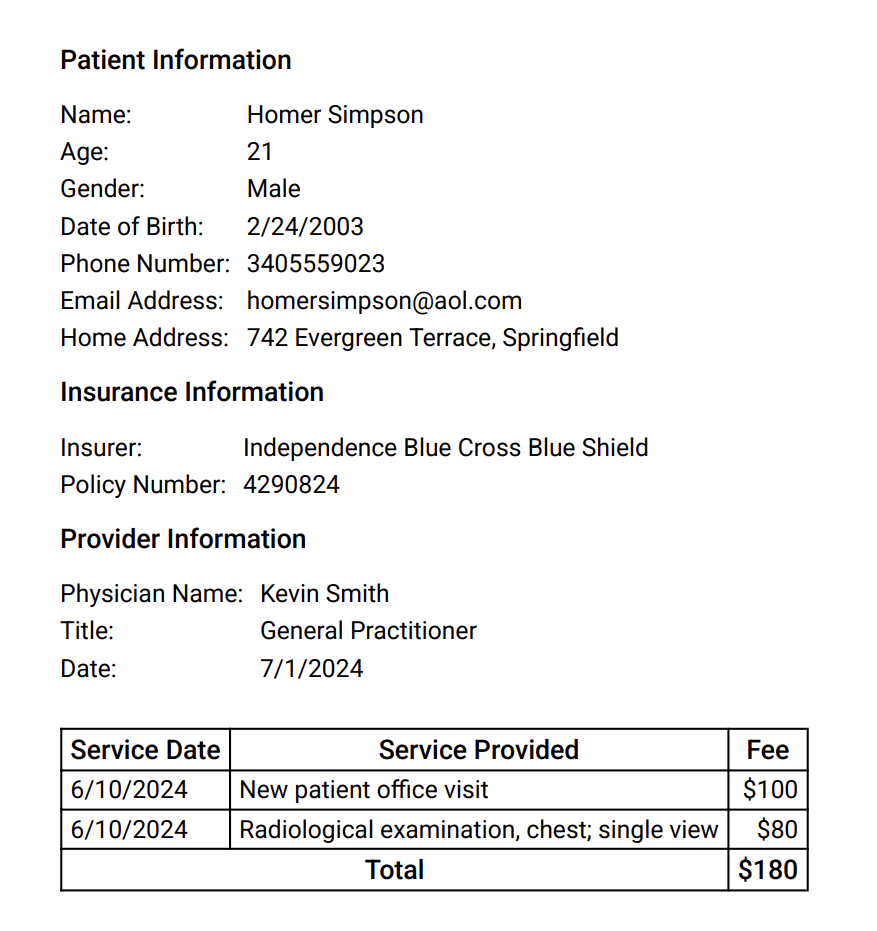 Patient Information
Name: Homer Simpson
Age: 21
Gender: Male
Date of Birth: 2/24/2003
Phone Number: 3405559023
Email Address: homersimpson@aol.com
Home Address: 742 Evergreen Terrace, Springfield
Insurance Information
Insurer: Independence Blue Cross Blue Shield
Policy Number: 4290824
Provider Information
Physician Name: Kevin Smith
Title: General Practitioner
Date: 7/1/2024
Service Date Service Provided Fee
6/10/2024 New patient office visit $100
6/10/2024 Radiological examination, chest; single view $80
Total $180